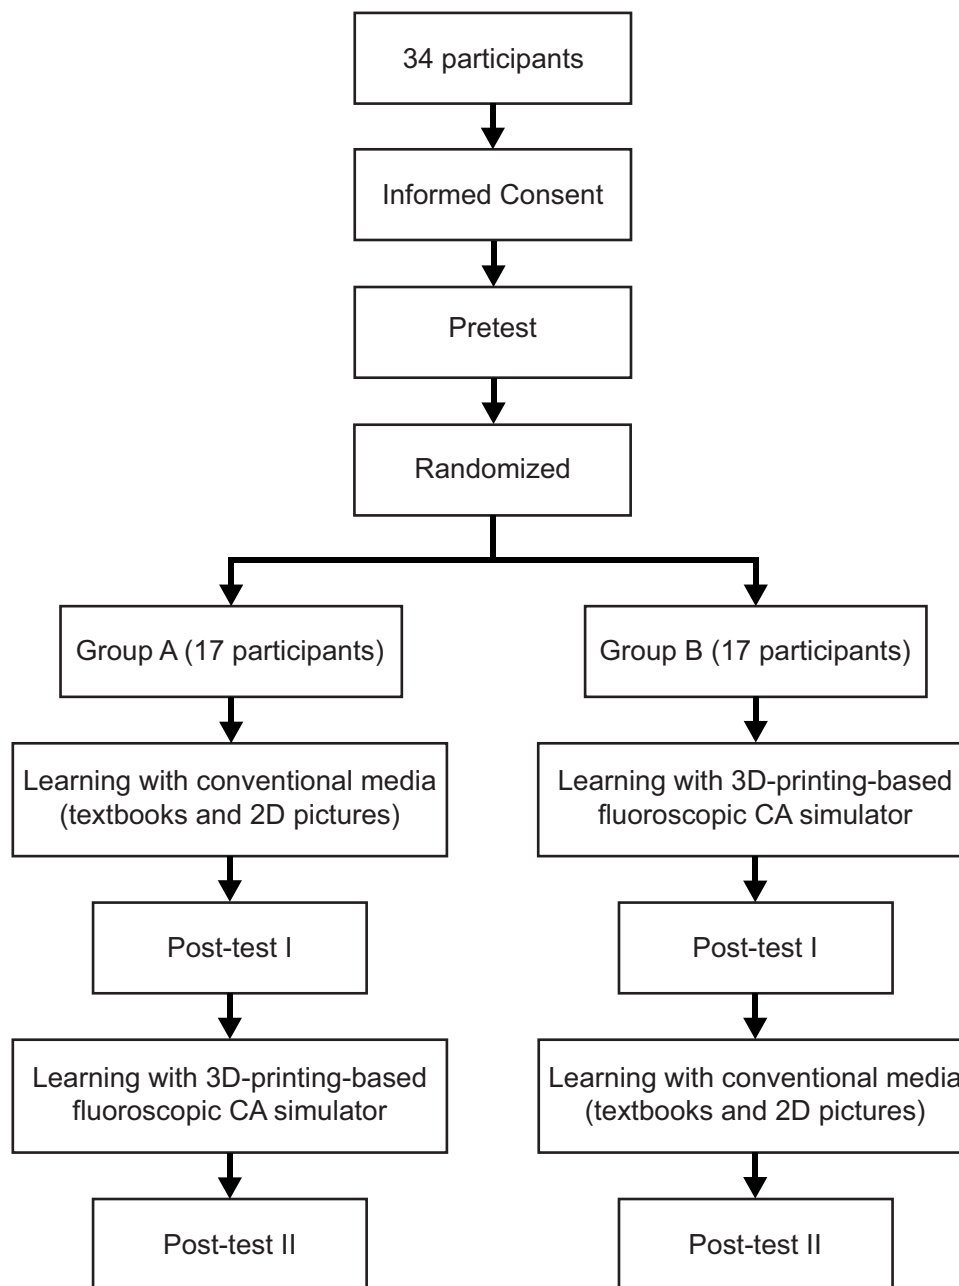 34 participants
Informed Consent
Pretest
Randomized
Group A (17 participants)
Group B (17 participants)
Learning with conventional media
(textbooks and 2D pictures)
Learning with 3D-printing-based
fluoroscopic CA simulator
Post-test I
Post-test I
Learning with 3D-printing-based
fluoroscopic CA simulator
Learning with conventional media
(textbooks and 2D pictures)
Post-test II
Post-test II